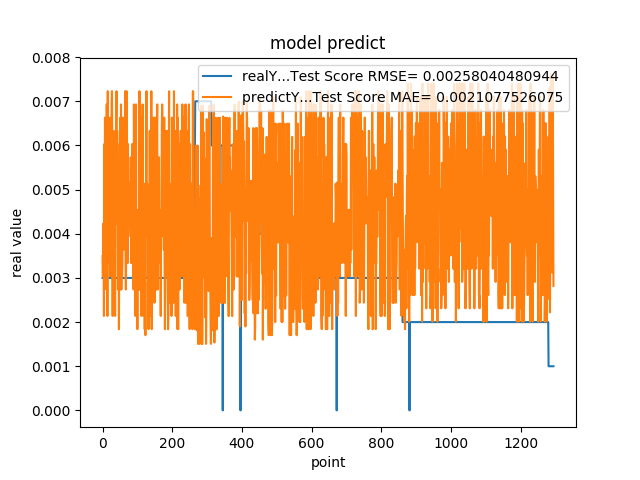 model predict
realY...Test Score RMSE= 0.00258040480944
predictY...Test Score MAE= 0.0021077526075
0.008
0.007
0.006
0.005
0.004
0.003
0.002
0.001
0.000
real value
0 200 400 600 800 1000 1200
point